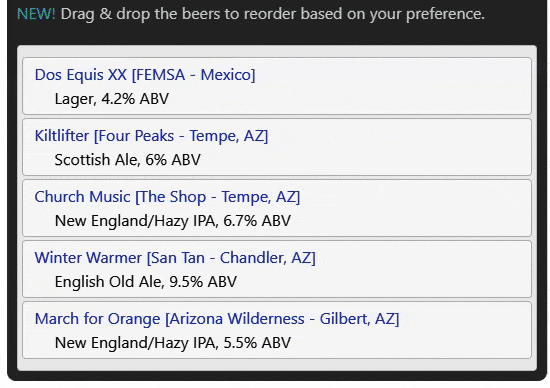 NEW! Drag & drop the beers to reorder based on your preference.
Dos Equis XX [FEMSA - Mexico]
Lager, 4.2% ABV
Kiltlifter [Four Peaks - Tempe, AZ]
Scottish Ale, 6% ABV
Church Music [The Shop - Tempe, AZ]
New England/Hazy IPA, 6.7% ABV
Winter Warmer [San Tan - Chandler, AZ]
English Old Ale, 9.5% ABV
March for Orange [Arizona Wilderness - Gilbert, AZ]
New England/Hazy IPA, 5.5% ABV